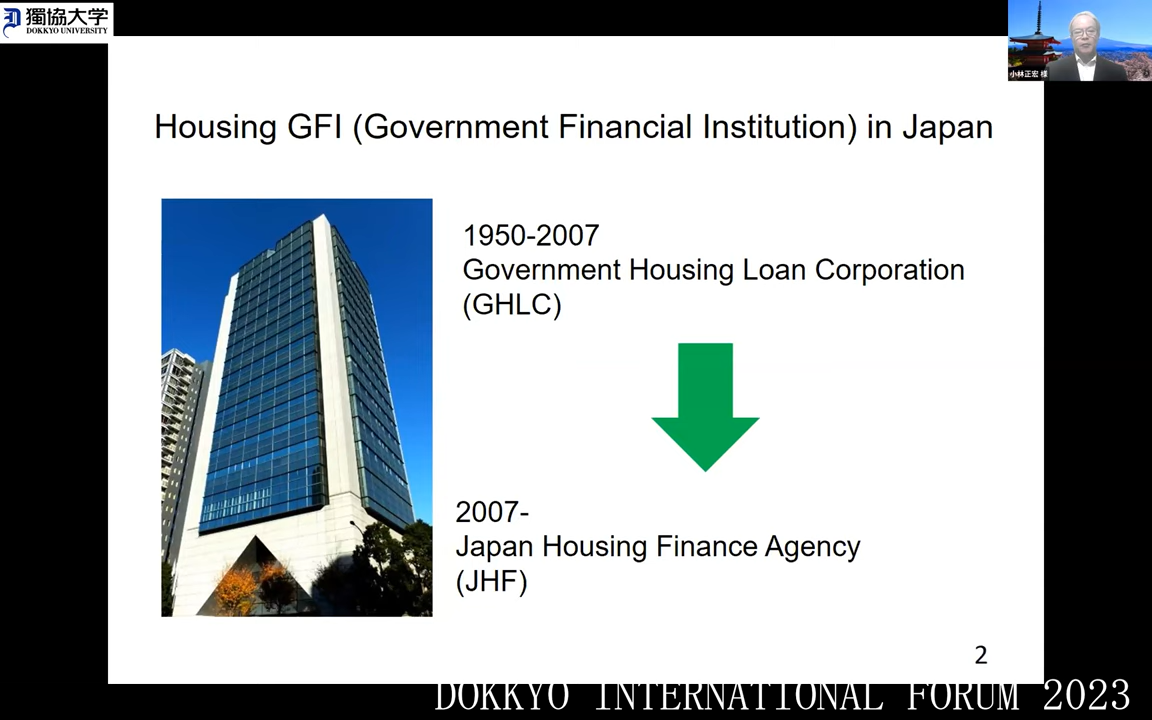 獨協大学
DOKKYO UNIVERSITY
小林正宏 様
Housing GFI (Government Financial Institution) in Japan
1950-2007
Government Housing Loan Corporation
(GHLC)
2007-
Japan Housing Finance Agency
(JHF)
2
DOKKYO INTERNATIONAL FORUM 2023